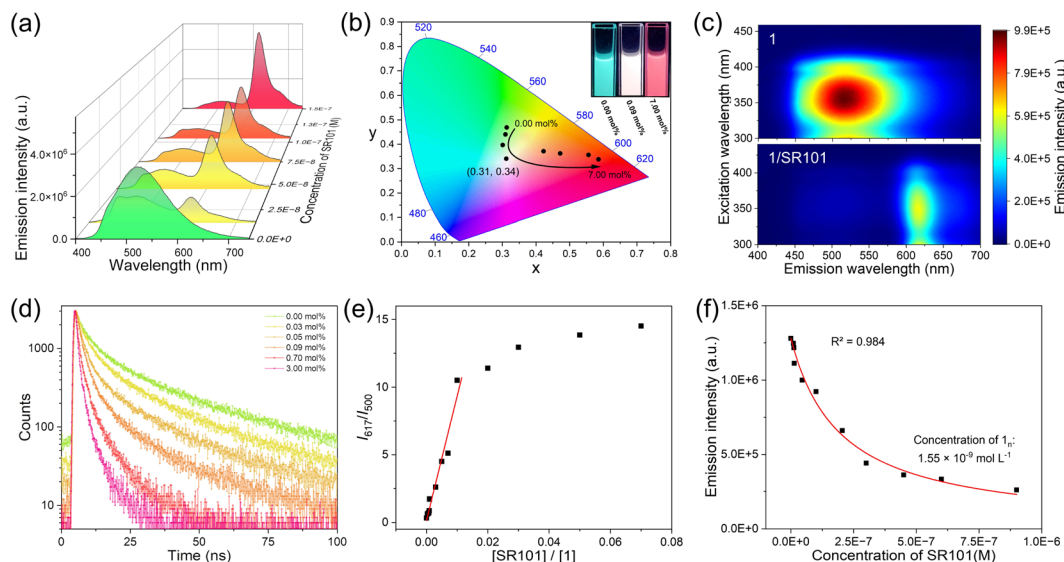 (a)
Emission intensity (a.u.)
4.0×10⁶
2.0×10⁶
0.0
400 500 600 700
Wavelength (nm)
1.5E-7
1.3E-7
1.0E-7
7.5E-8
5.0E-8
2.5E-8
0.0E+0
Concentration of SR101 (M)
(b)
y
0.9
0.8
0.7
0.6
0.5
0.4
0.3
0.2
0.1
0.0
0.0 0.1 0.2 0.3 0.4 0.5 0.6 0.7 0.8
x
520
540
560
580
600
620
480
460
0.00 mol%
(0.31, 0.34)
7.00 mol%
0.00 mol%
0.09 mol%
7.00 mol%
(c)
Excitation wavelength (nm)
1
450
400
350
300
1/SR101
400
350
300
400 450 500 550 600 650 700
Emission wavelength (nm)
9.9E+5
7.9E+5
5.9E+5
4.0E+5
2.0E+5
0.0E+0
Emission intensity (a.u.)
(d)
Counts
1000
100
10
0 25 50 75 100
Time (ns)
0.00 mol%
0.03 mol%
0.05 mol%
0.09 mol%
0.70 mol%
3.00 mol%
(e)
I₆₁₇/I₅₀₀
15
10
5
0
0.00 0.02 0.04 0.06 0.08
[SR101] / [1]
(f)
Emission intensity (a.u.)
1.5E+6
1.0E+6
5.0E+5
0.0E+0
0.0E+0 2.5E-7 5.0E-7 7.5E-7 1.0E-6
Concentration of SR101(M)
R² = 0.984
Concentration of 1ₙ:
1.55 × 10⁻⁹ mol L⁻¹